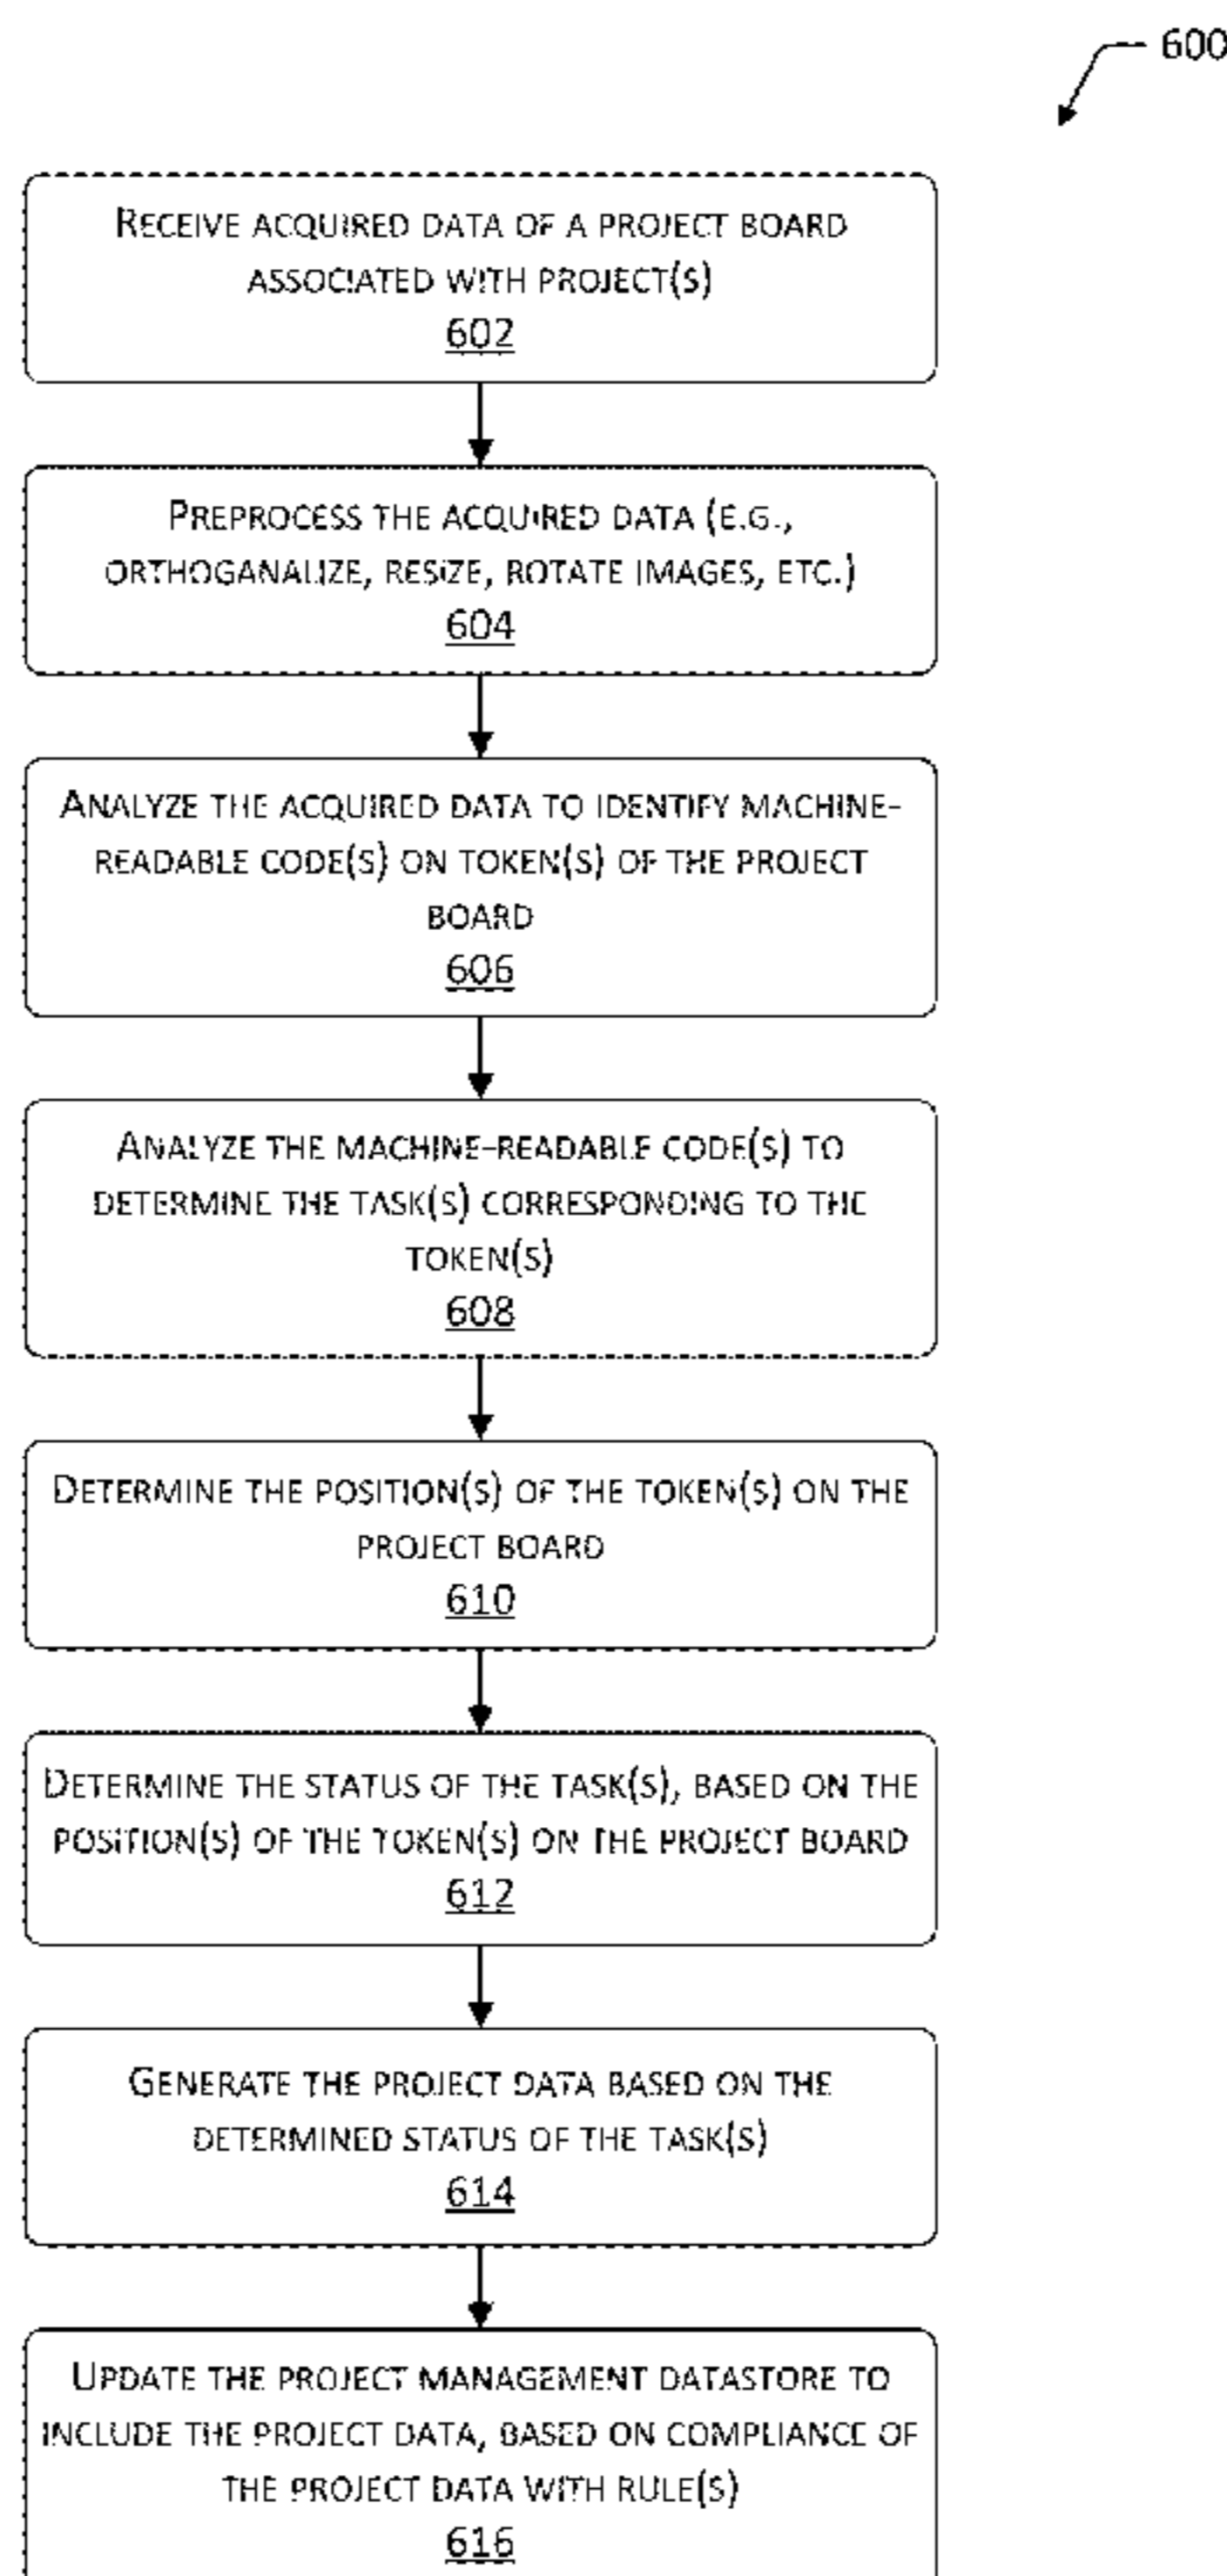 600
RECEIVE ACQUIRED DATA OF A PROJECT BOARD
ASSOCIATED WITH PROJECT(S)
602
PREPROCESS THE ACQUIRED DATA (E.G.,
ORTHOGANALIZE, RESIZE, ROTATE IMAGES, ETC.)
604
ANALYZE THE ACQUIRED DATA TO IDENTIFY MACHINE-
READABLE CODE(S) ON TOKEN(S) OF THE PROJECT
BOARD
606
ANALYZE THE MACHINE-READABLE CODE(S) TO
DETERMINE THE TASK(S) CORRESPONDING TO THE
TOKEN(S)
608
DETERMINE THE POSITION(S) OF THE TOKEN(S) ON THE
PROJECT BOARD
610
DETERMINE THE STATUS OF THE TASK(S), BASED ON THE
POSITION(S) OF THE TOKEN(S) ON THE PROJECT BOARD
612
GENERATE THE PROJECT DATA BASED ON THE
DETERMINED STATUS OF THE TASK(S)
614
UPDATE THE PROJECT MANAGEMENT DATASTORE TO
INCLUDE THE PROJECT DATA, BASED ON COMPLIANCE OF
THE PROJECT DATA WITH RULE(S)
616